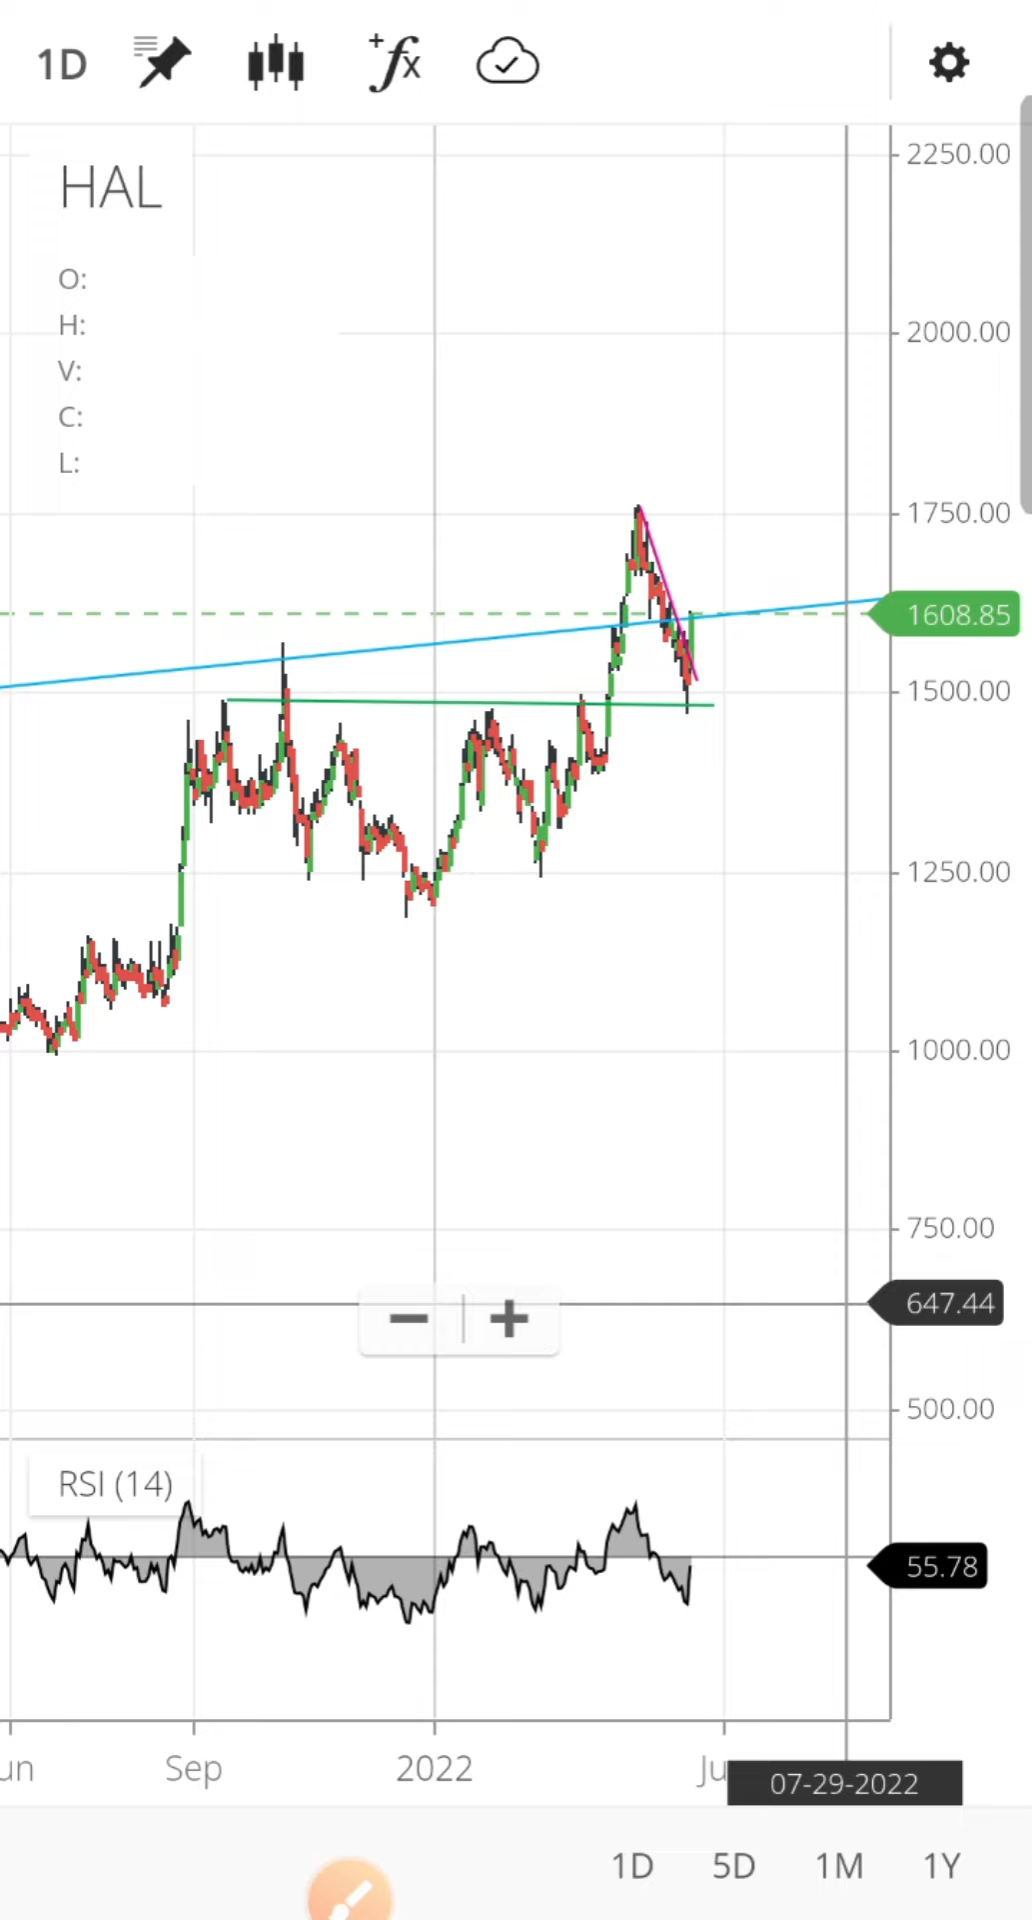 1D +fx
HAL
O:
H:
V:
C:
L:
2250.00
2000.00
1750.00
1608.85
1500.00
1250.00
1000.00
750.00
647.44
− +
500.00
RSI (14)
55.78
un Sep 2022 Ju
07-29-2022
1D 5D 1M 1Y